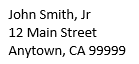 John Smith, Jr
12 Main Street
Anytown, CA 99999